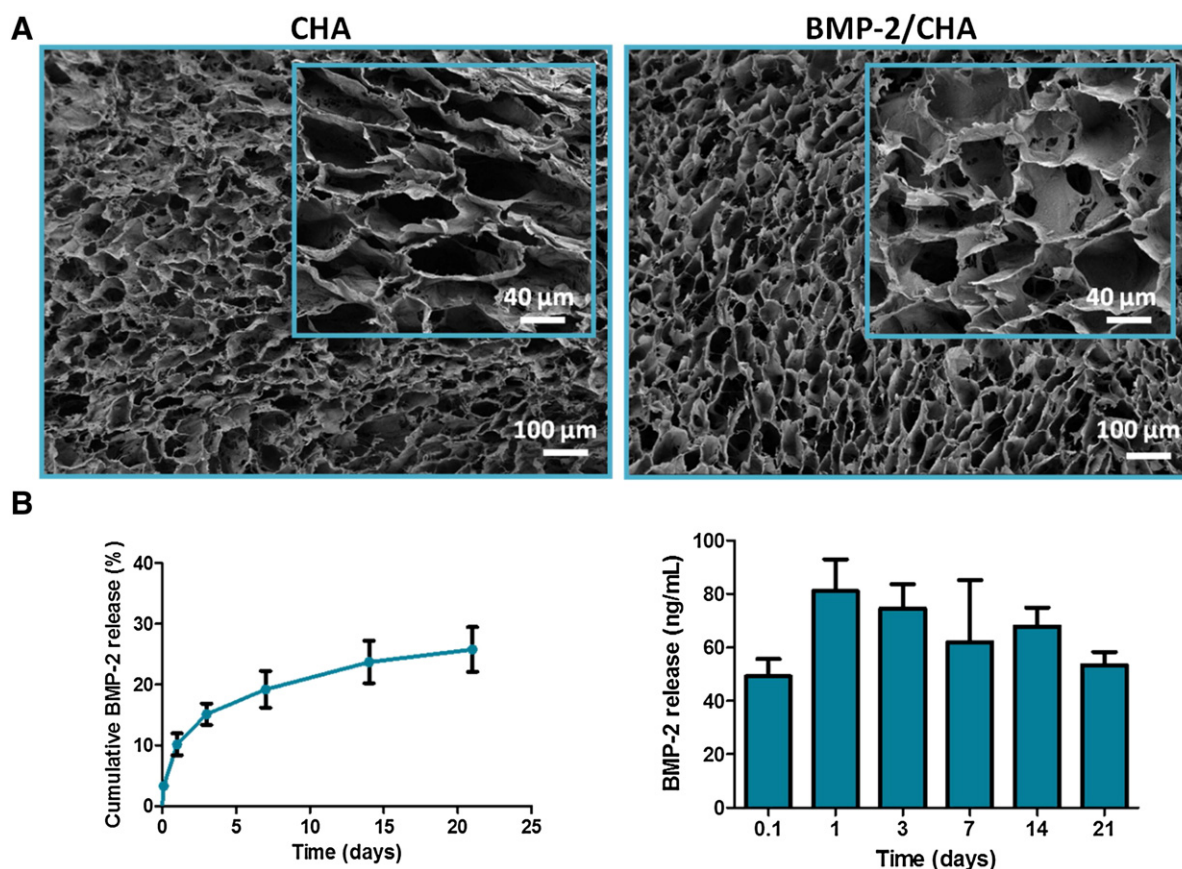 A
CHA
BMP-2/CHA
40 µm
100 µm
40 µm
100 µm
B
Cumulative BMP-2 release (%)
40
30
20
10
0
0 5 10 15 20 25
Time (days)
BMP-2 release (ng/mL)
100
80
60
40
20
0
0.1 1 3 7 14 21
Time (days)